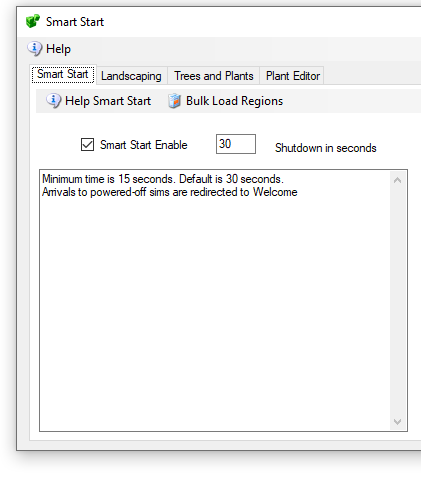 Smart Start
Help
Smart Start Landscaping Trees and Plants Plant Editor
Help Smart Start Bulk Load Regions
Smart Start Enable 30 Shutdown in seconds
Minimum time is 15 seconds. Default is 30 seconds.
Arrivals to powered-off sims are redirected to Welcome